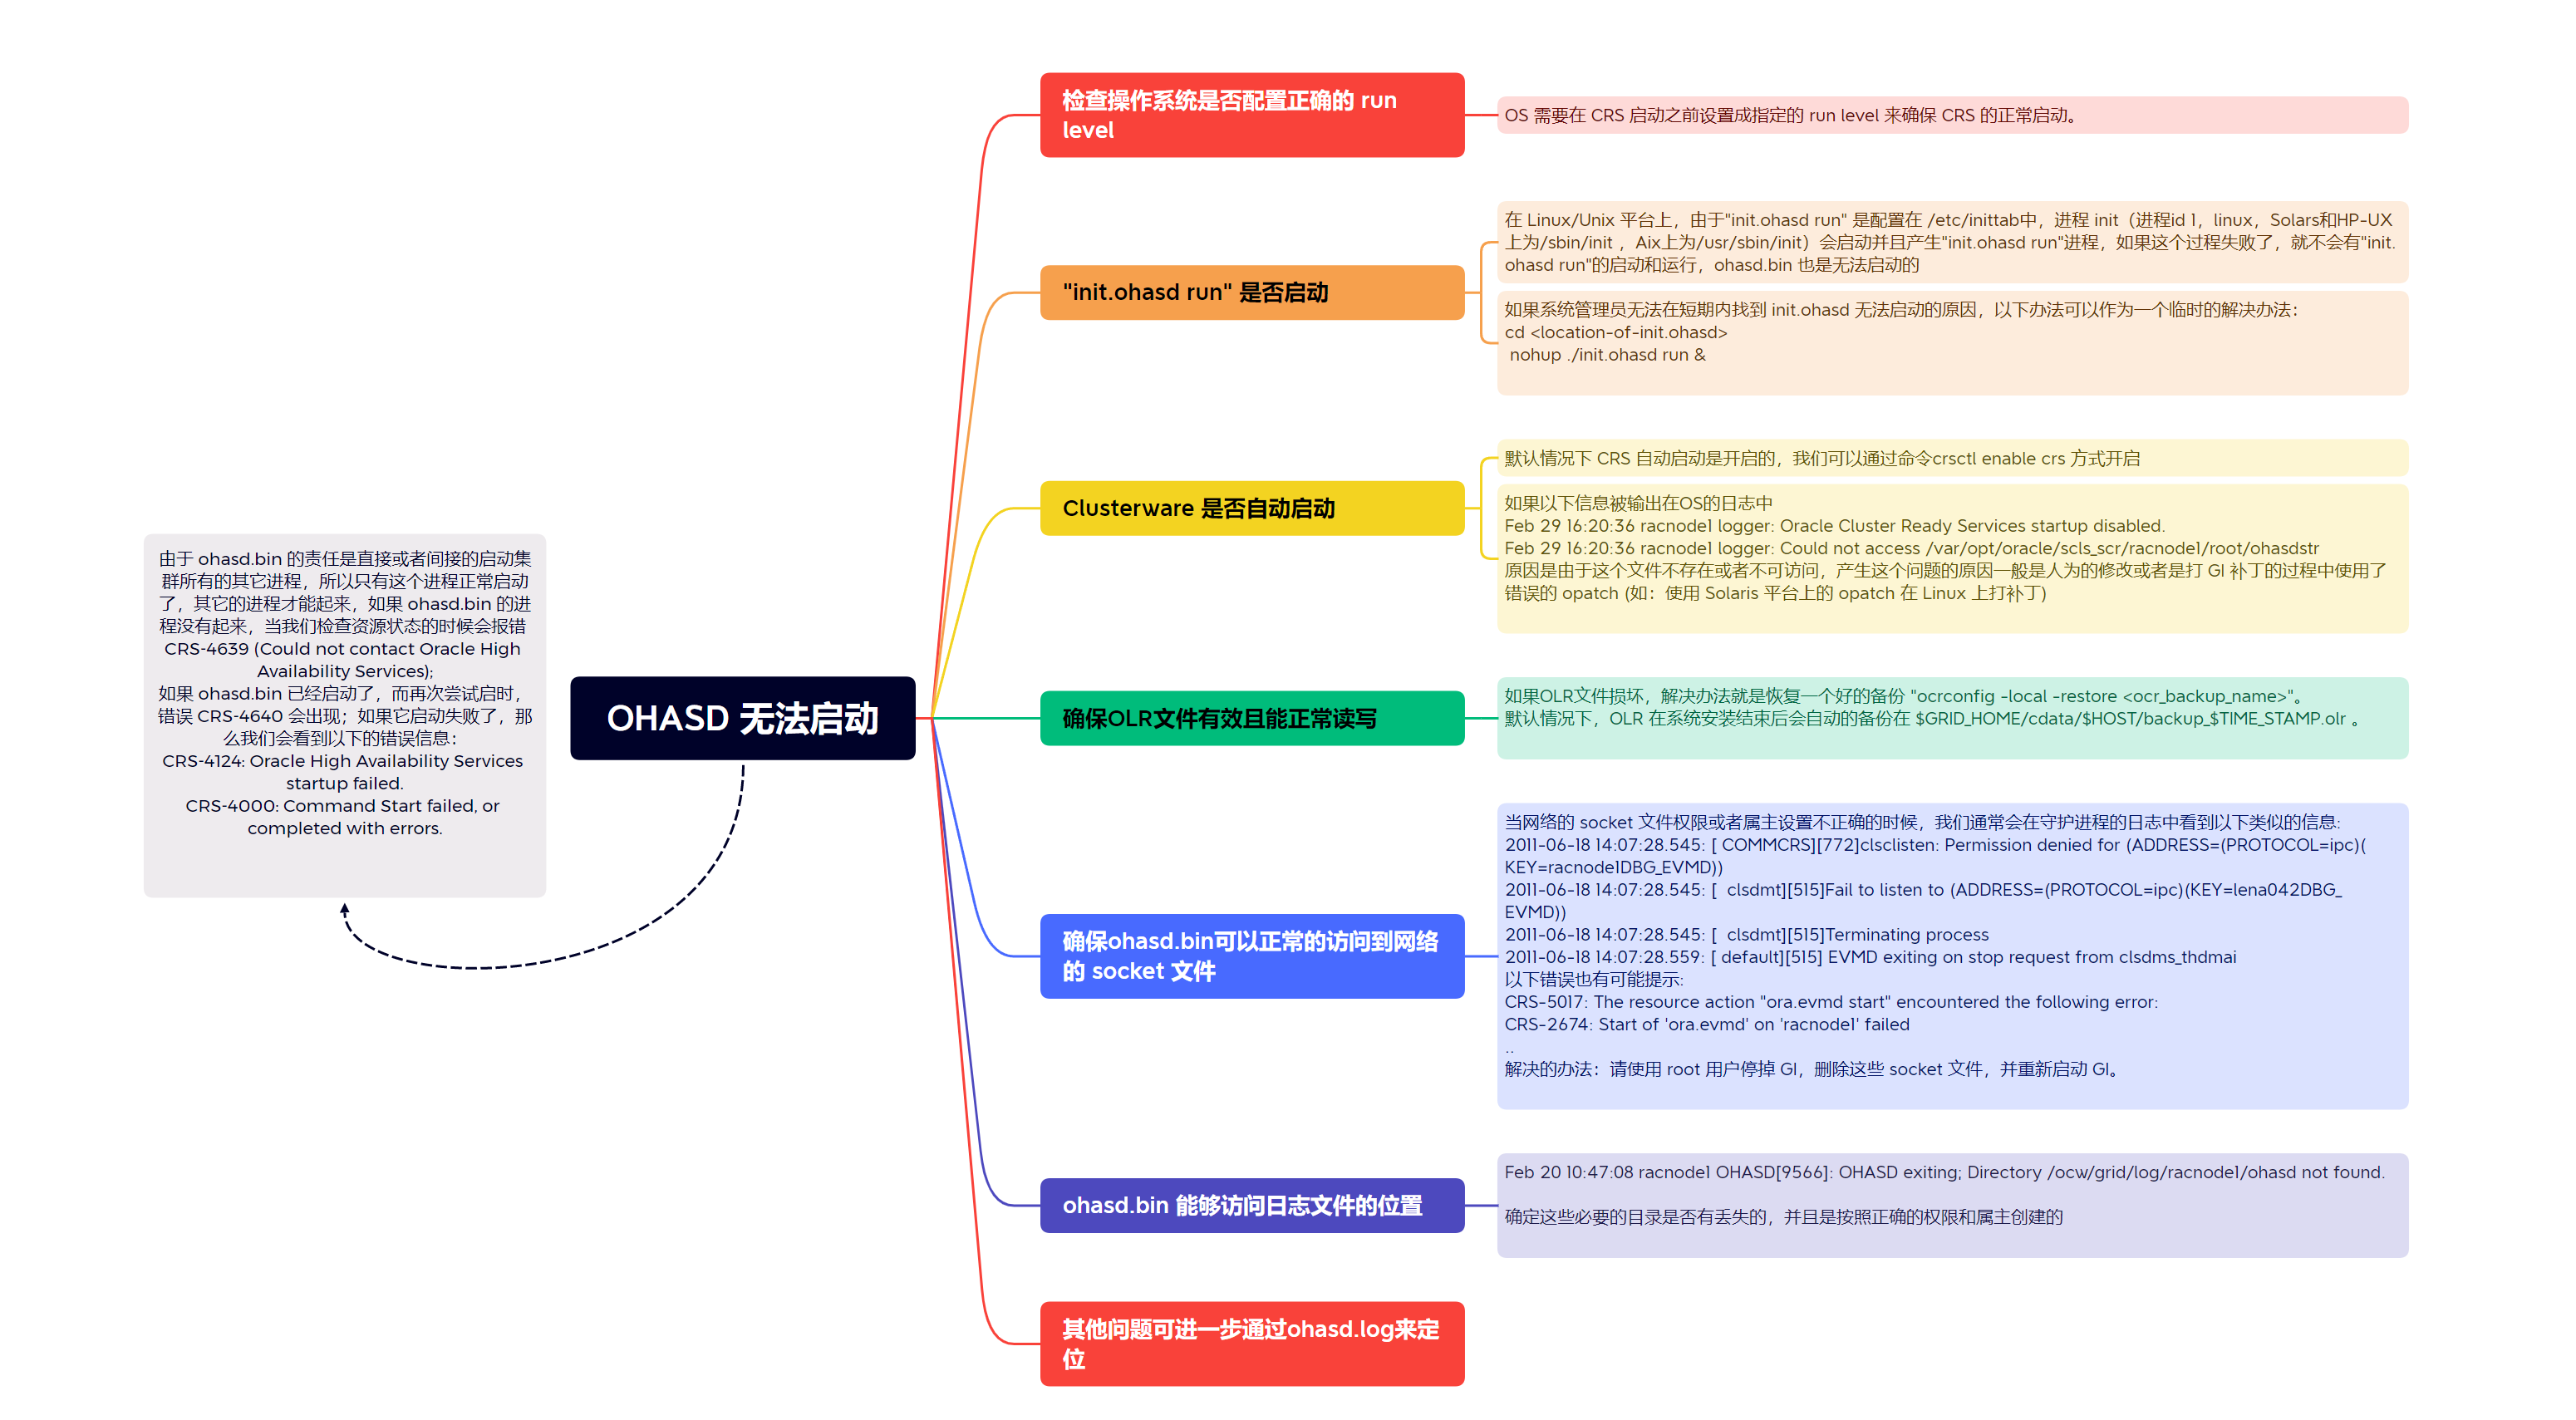 由于 ohasd.bin 的责任是直接或者间接的启动集
群所有的其它进程，所以只有这个进程正常启动
了，其它的进程才能起来，如果 ohasd.bin 的进
程没有起来，当我们检查资源状态的时候会报错
CRS-4639 (Could not contact Oracle High
Availability Services);
如果 ohasd.bin 已经启动了，而再次尝试启时，
错误 CRS-4640 会出现；如果它启动失败了，那
么我们会看到以下的错误信息：
CRS-4124: Oracle High Availability Services
startup failed.
CRS-4000: Command Start failed, or
completed with errors.
OHASD 无法启动
检查操作系统是否配置正确的 run
level
OS 需要在 CRS 启动之前设置成指定的 run level 来确保 CRS 的正常启动。
"init.ohasd run" 是否启动
在 Linux/Unix 平台上，由于"init.ohasd run" 是配置在 /etc/inittab中，进程 init（进程id 1，linux，Solars和HP-UX
上为/sbin/init ，Aix上为/usr/sbin/init）会启动并且产生"init.ohasd run"进程，如果这个过程失败了，就不会有"init.
ohasd run"的启动和运行，ohasd.bin 也是无法启动的
如果系统管理员无法在短期内找到 init.ohasd 无法启动的原因，以下办法可以作为一个临时的解决办法：
cd <location-of-init.ohasd>
nohup ./init.ohasd run &
Clusterware 是否自动启动
默认情况下 CRS 自动启动是开启的，我们可以通过命令crsctl enable crs 方式开启
如果以下信息被输出在OS的日志中
Feb 29 16:20:36 racnode1 logger: Oracle Cluster Ready Services startup disabled.
Feb 29 16:20:36 racnode1 logger: Could not access /var/opt/oracle/scls_scr/racnode1/root/ohasdstr
原因是由于这个文件不存在或者不可访问，产生这个问题的原因一般是人为的修改或者是打 GI 补丁的过程中使用了
错误的 opatch (如：使用 Solaris 平台上的 opatch 在 Linux 上打补丁)
确保OLR文件有效且能正常读写
如果OLR文件损坏，解决办法就是恢复一个好的备份 "ocrconfig -local -restore <ocr_backup_name>"。
默认情况下，OLR 在系统安装结束后会自动的备份在 $GRID_HOME/cdata/$HOST/backup_$TIME_STAMP.olr 。
确保ohasd.bin可以正常的访问到网络
的 socket 文件
当网络的 socket 文件权限或者属主设置不正确的时候，我们通常会在守护进程的日志中看到以下类似的信息:
2011-06-18 14:07:28.545: [ COMMCRS][772]clsclisten: Permission denied for (ADDRESS=(PROTOCOL=ipc)(
KEY=racnode1DBG_EVMD))
2011-06-18 14:07:28.545: [  clsdmt][515]Fail to listen to (ADDRESS=(PROTOCOL=ipc)(KEY=lena042DBG_
EVMD))
2011-06-18 14:07:28.545: [  clsdmt][515]Terminating process
2011-06-18 14:07:28.559: [ default][515] EVMD exiting on stop request from clsdms_thdmai
以下错误也有可能提示:
CRS-5017: The resource action "ora.evmd start" encountered the following error:
CRS-2674: Start of 'ora.evmd' on 'racnode1' failed
..
解决的办法：请使用 root 用户停掉 GI，删除这些 socket 文件，并重新启动 GI。
ohasd.bin 能够访问日志文件的位置
Feb 20 10:47:08 racnode1 OHASD[9566]: OHASD exiting; Directory /ocw/grid/log/racnode1/ohasd not found.
确定这些必要的目录是否有丢失的，并且是按照正确的权限和属主创建的
其他问题可进一步通过ohasd.log来定
位